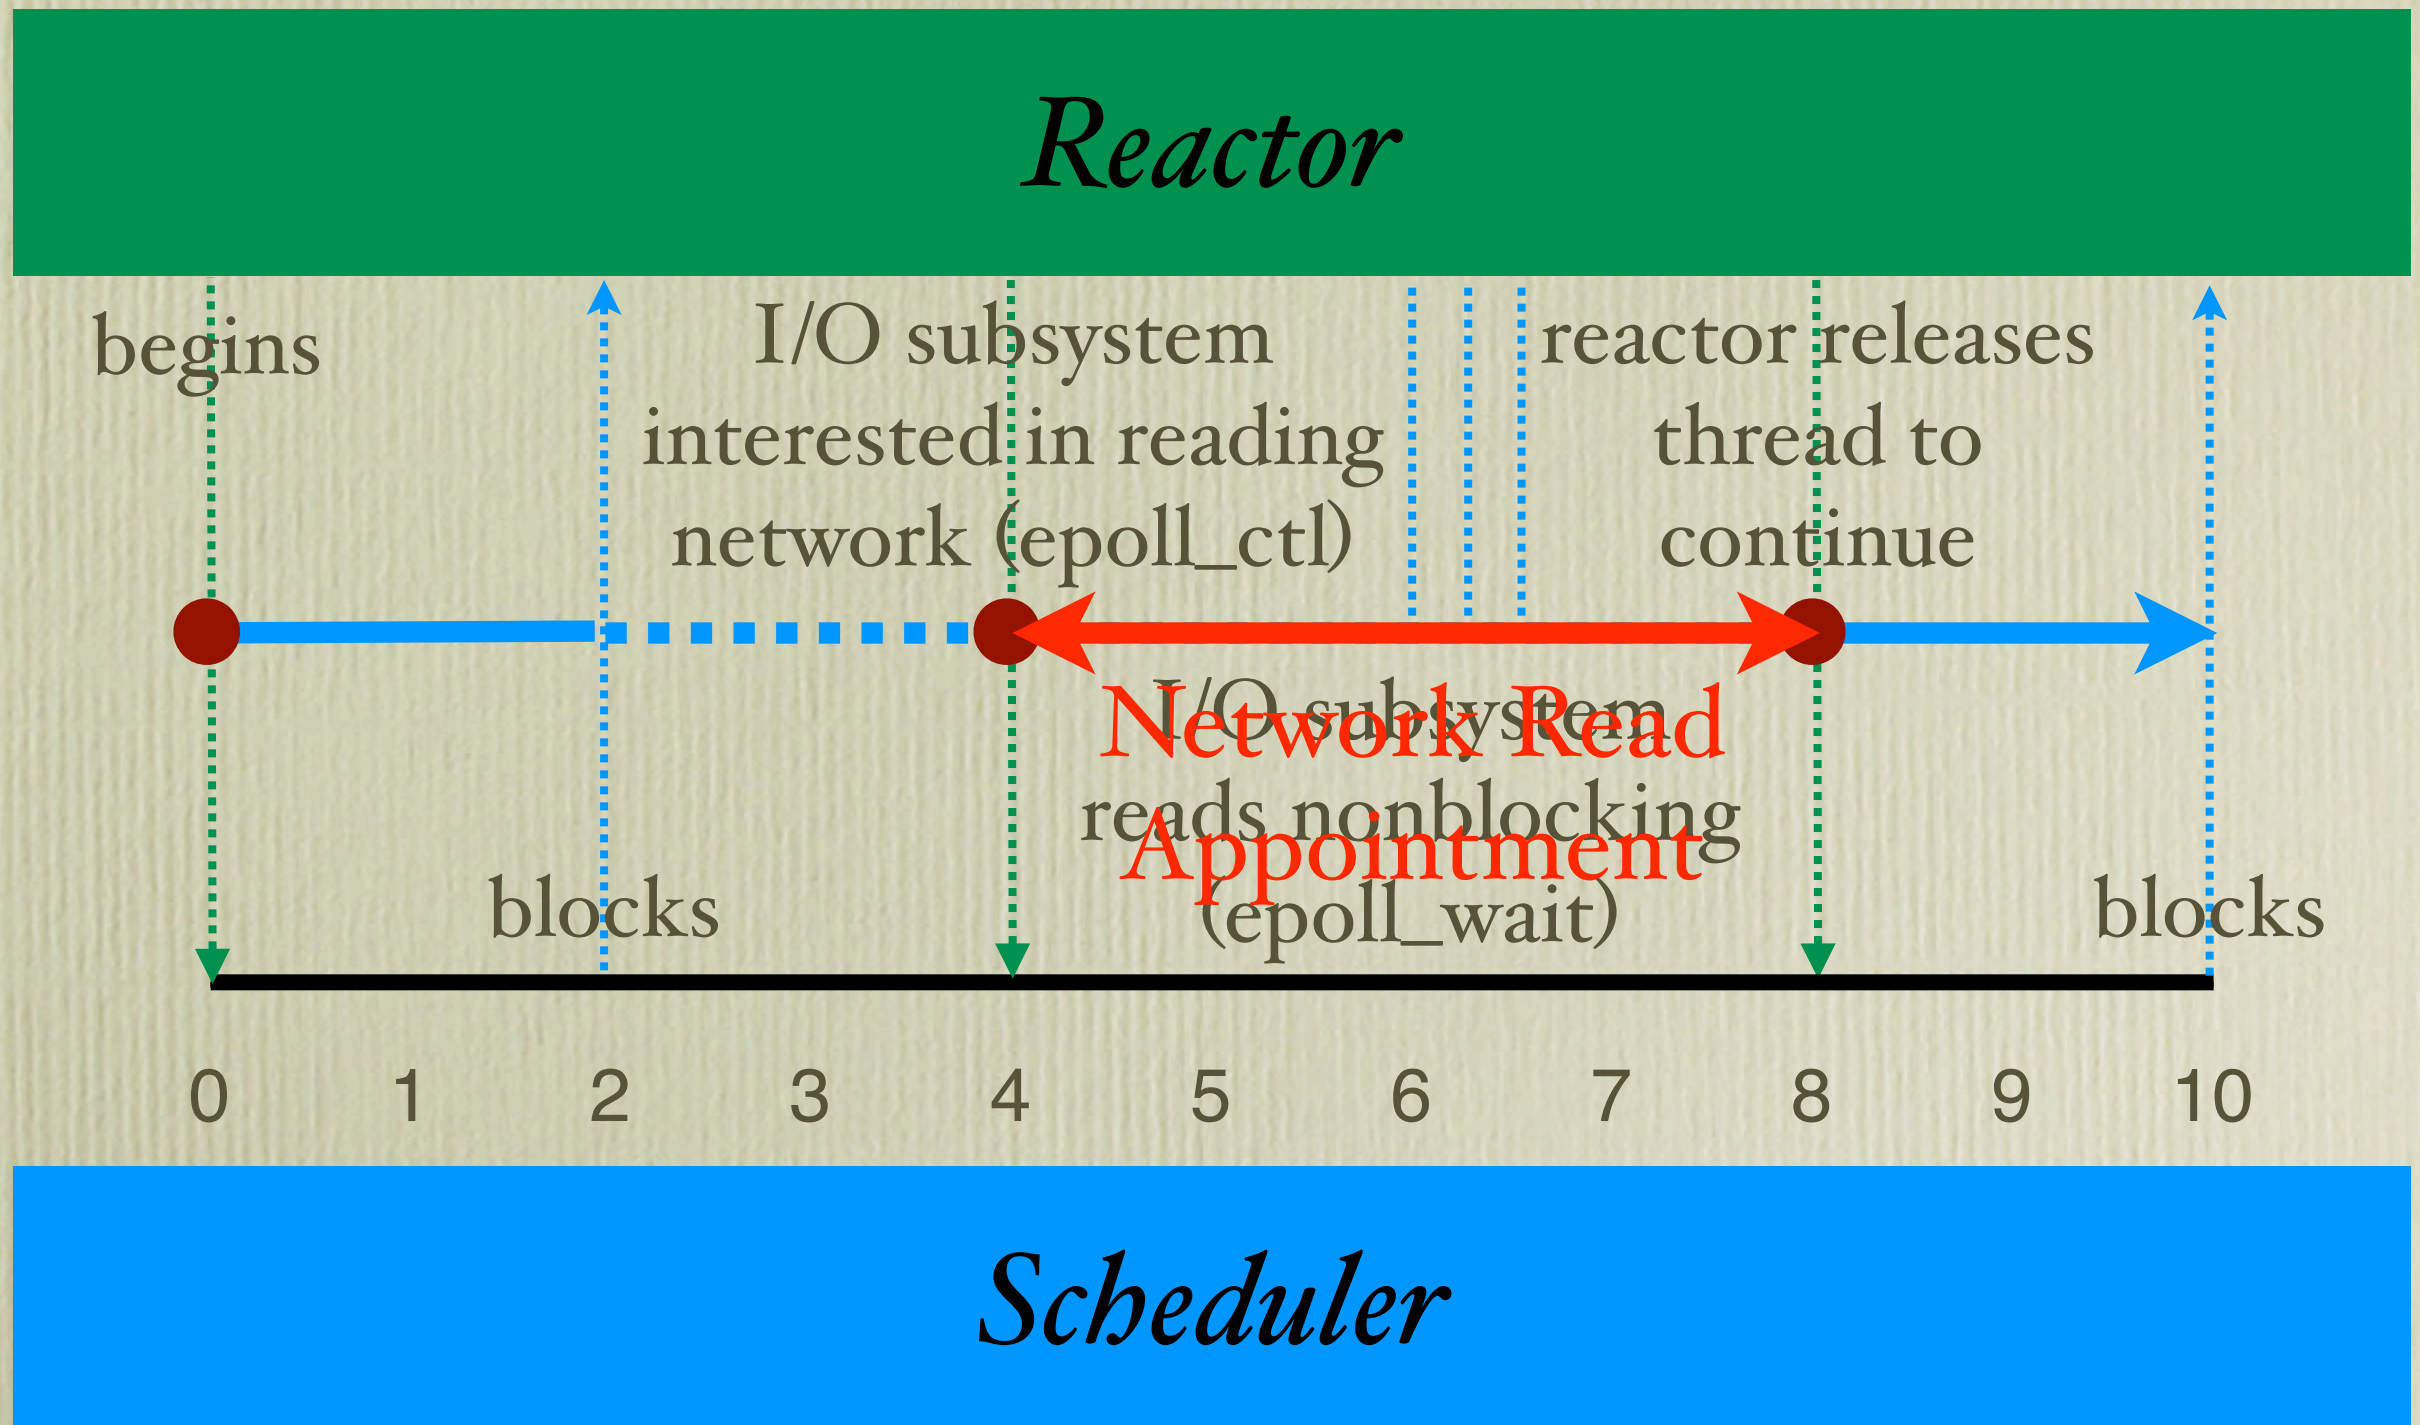 Reactor
begins
I/O subsystem
interested in reading
network (epoll_ctl)
reactor releases
thread to
continue
I/O subsystem
reads nonblocking
(epoll_wait)
Network Read
Appointment
blocks
blocks
0 1 2 3 4 5 6 7 8 9 10
Scheduler